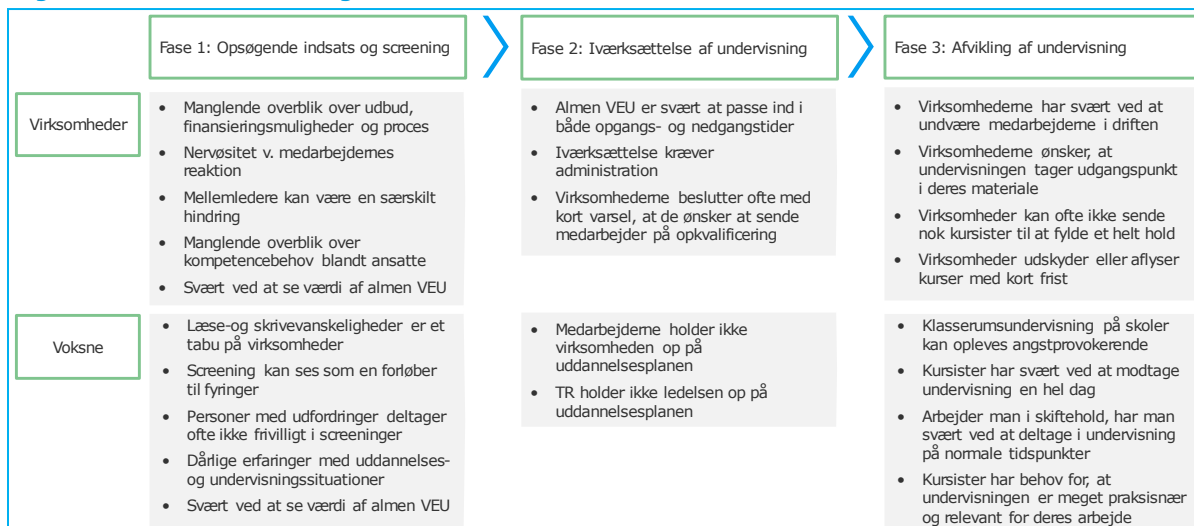 Fase 1: Opsøgende indsats og screening
Fase 2: Iværksættelse af undervisning
Fase 3: Afvikling af undervisning
Virksomheder
• Manglende overblik over udbud,
finansieringsmuligheder og proces
• Nervøsitet v. medarbejdernes
reaktion
• Mellemledere kan være en særskilt
hindring
• Manglende overblik over
kompetencebehov blandt ansatte
• Svært ved at se værdi af almen VEU
• Almen VEU er svært at passe ind i
både opgangs- og nedgangstider
• Iværksættelse kræver
administration
• Virksomhederne beslutter ofte med
kort varsel, at de ønsker at sende
medarbejder på opkvalificering
• Virksomhederne har svært ved at
undvære medarbejderne i driften
• Virksomhederne ønsker, at
undervisningen tager udgangspunkt
i deres materiale
• Virksomheder kan ofte ikke sende
nok kursister til at fylde et helt hold
• Virksomheder udskyder eller aflyser
kurser med kort frist
Voksne
• Læse-og skrivevanskeligheder er et
tabu på virksomheder
• Screening kan ses som en forløber
til fyringer
• Personer med udfordringer deltager
ofte ikke frivilligt i screeninger
• Dårlige erfaringer med uddannelses-
og undervisningssituationer
• Svært ved at se værdi af almen VEU
• Medarbejderne holder ikke
virksomheden op på
uddannelsesplanen
• TR holder ikke ledelsen op på
uddannelsesplanen
• Klasserumsundervisning på skoler
kan opleves angstprovokerende
• Kursister har svært ved at modtage
undervisning en hel dag
• Arbejder man i skiftehold, har man
svært ved at deltage i undervisning
på normale tidspunkter
• Kursister har behov for, at
undervisningen er meget praksisnær
og relevant for deres arbejde